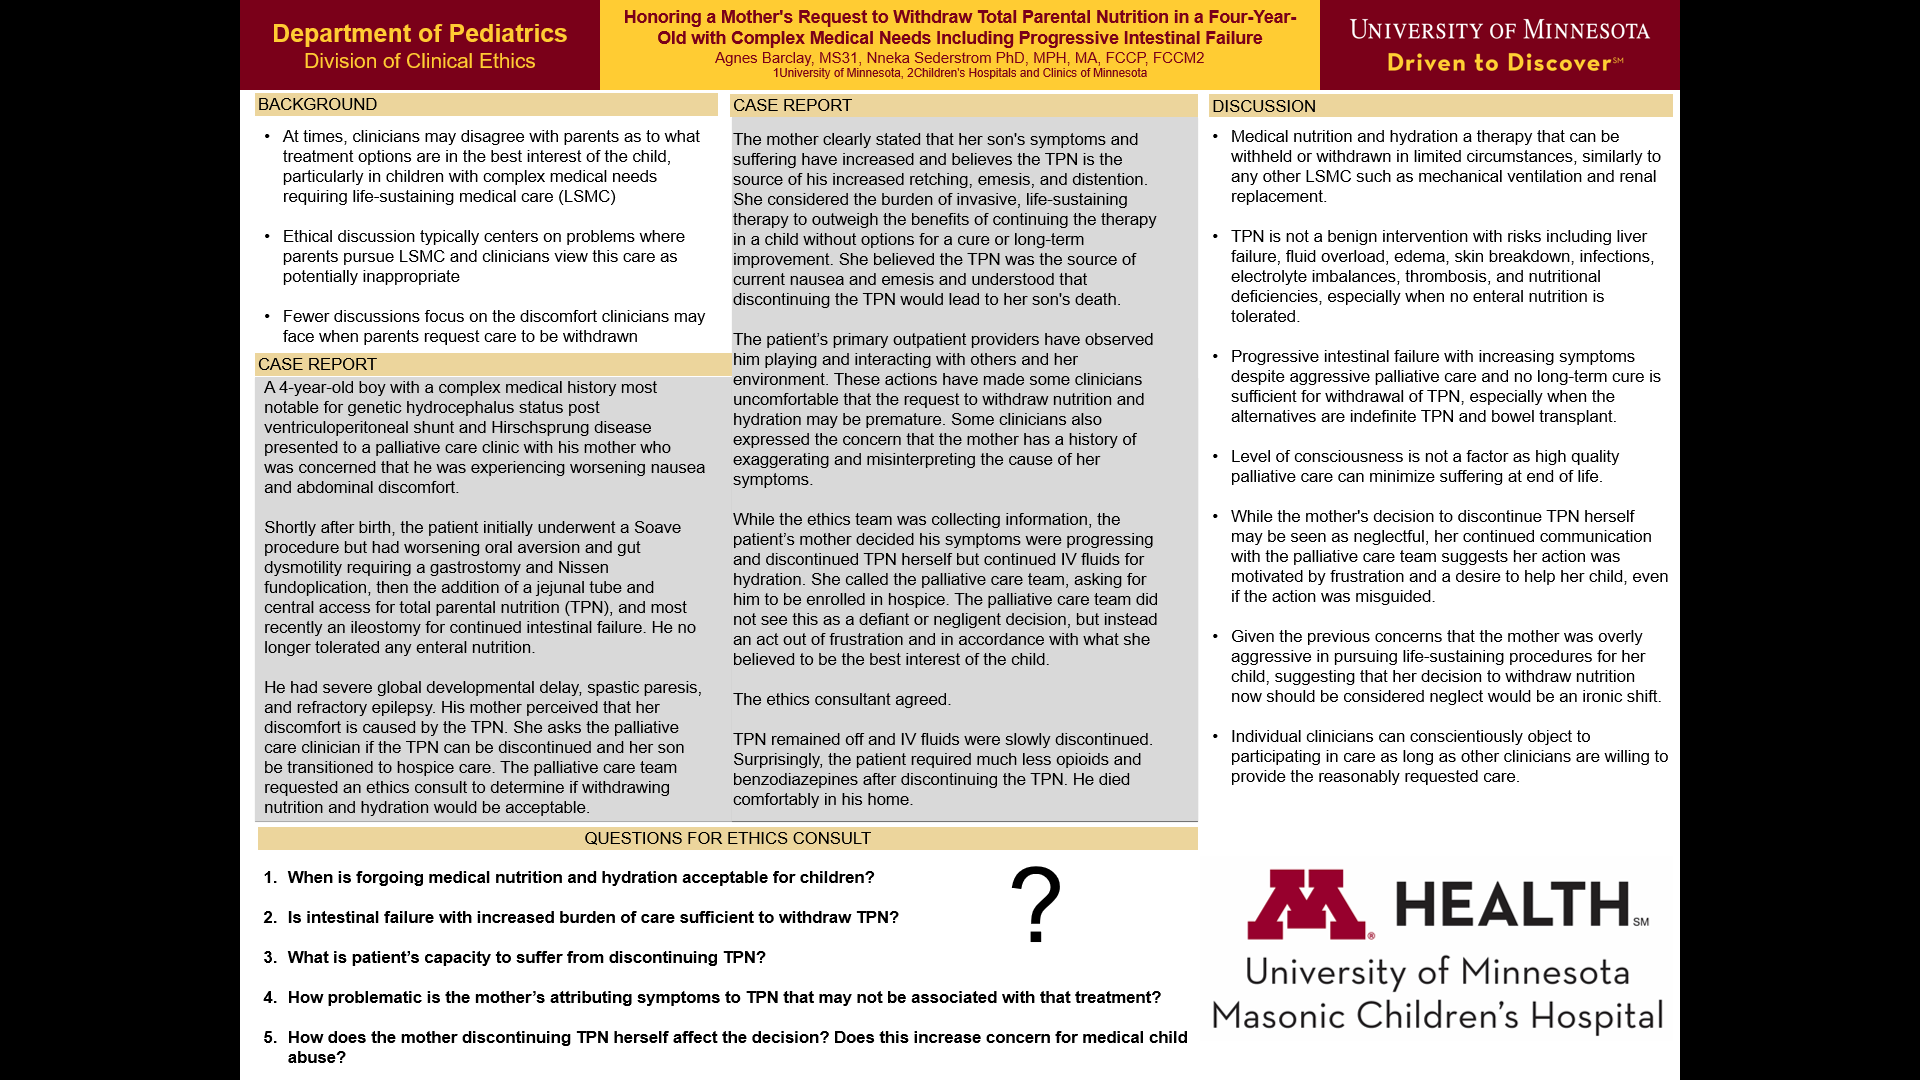 Department of Pediatrics
Division of Clinical Ethics
Honoring a Mother's Request to Withdraw Total Parental Nutrition in a Four-Year-
Old with Complex Medical Needs Including Progressive Intestinal Failure
Agnes Barclay, MS31, Nneka Sederstrom PhD, MPH, MA, FCCP, FCCM2
1University of Minnesota, 2Children's Hospitals and Clinics of Minnesota
UNIVERSITY OF MINNESOTA
Driven to Discover℠
BACKGROUND
• At times, clinicians may disagree with parents as to what
treatment options are in the best interest of the child,
particularly in children with complex medical needs
requiring life-sustaining medical care (LSMC)
• Ethical discussion typically centers on problems where
parents pursue LSMC and clinicians view this care as
potentially inappropriate
• Fewer discussions focus on the discomfort clinicians may
face when parents request care to be withdrawn
CASE REPORT
A 4-year-old boy with a complex medical history most
notable for genetic hydrocephalus status post
ventriculoperitoneal shunt and Hirschsprung disease
presented to a palliative care clinic with his mother who
was concerned that he was experiencing worsening nausea
and abdominal discomfort.
Shortly after birth, the patient initially underwent a Soave
procedure but had worsening oral aversion and gut
dysmotility requiring a gastrostomy and Nissen
fundoplication, then the addition of a jejunal tube and
central access for total parental nutrition (TPN), and most
recently an ileostomy for continued intestinal failure. He no
longer tolerated any enteral nutrition.
He had severe global developmental delay, spastic paresis,
and refractory epilepsy. His mother perceived that her
discomfort is caused by the TPN. She asks the palliative
care clinician if the TPN can be discontinued and her son
be transitioned to hospice care. The palliative care team
requested an ethics consult to determine if withdrawing
nutrition and hydration would be acceptable.
CASE REPORT
The mother clearly stated that her son's symptoms and
suffering have increased and believes the TPN is the
source of his increased retching, emesis, and distention.
She considered the burden of invasive, life-sustaining
therapy to outweigh the benefits of continuing the therapy
in a child without options for a cure or long-term
improvement. She believed the TPN was the source of
current nausea and emesis and understood that
discontinuing the TPN would lead to her son's death.
The patient’s primary outpatient providers have observed
him playing and interacting with others and her
environment. These actions have made some clinicians
uncomfortable that the request to withdraw nutrition and
hydration may be premature. Some clinicians also
expressed the concern that the mother has a history of
exaggerating and misinterpreting the cause of her
symptoms.
While the ethics team was collecting information, the
patient’s mother decided his symptoms were progressing
and discontinued TPN herself but continued IV fluids for
hydration. She called the palliative care team, asking for
him to be enrolled in hospice. The palliative care team did
not see this as a defiant or negligent decision, but instead
an act out of frustration and in accordance with what she
believed to be the best interest of the child.
The ethics consultant agreed.
TPN remained off and IV fluids were slowly discontinued.
Surprisingly, the patient required much less opioids and
benzodiazepines after discontinuing the TPN. He died
comfortably in his home.
DISCUSSION
• Medical nutrition and hydration a therapy that can be
withheld or withdrawn in limited circumstances, similarly to
any other LSMC such as mechanical ventilation and renal
replacement.
• TPN is not a benign intervention with risks including liver
failure, fluid overload, edema, skin breakdown, infections,
electrolyte imbalances, thrombosis, and nutritional
deficiencies, especially when no enteral nutrition is
tolerated.
• Progressive intestinal failure with increasing symptoms
despite aggressive palliative care and no long-term cure is
sufficient for withdrawal of TPN, especially when the
alternatives are indefinite TPN and bowel transplant.
• Level of consciousness is not a factor as high quality
palliative care can minimize suffering at end of life.
• While the mother's decision to discontinue TPN herself
may be seen as neglectful, her continued communication
with the palliative care team suggests her action was
motivated by frustration and a desire to help her child, even
if the action was misguided.
• Given the previous concerns that the mother was overly
aggressive in pursuing life-sustaining procedures for her
child, suggesting that her decision to withdraw nutrition
now should be considered neglect would be an ironic shift.
• Individual clinicians can conscientiously object to
participating in care as long as other clinicians are willing to
provide the reasonably requested care.
QUESTIONS FOR ETHICS CONSULT
1. When is forgoing medical nutrition and hydration acceptable for children?
2. Is intestinal failure with increased burden of care sufficient to withdraw TPN?
3. What is patient’s capacity to suffer from discontinuing TPN?
4. How problematic is the mother’s attributing symptoms to TPN that may not be associated with that treatment?
5. How does the mother discontinuing TPN herself affect the decision? Does this increase concern for medical child
abuse?
?
M® HEALTH℠
University of Minnesota
Masonic Children’s Hospital